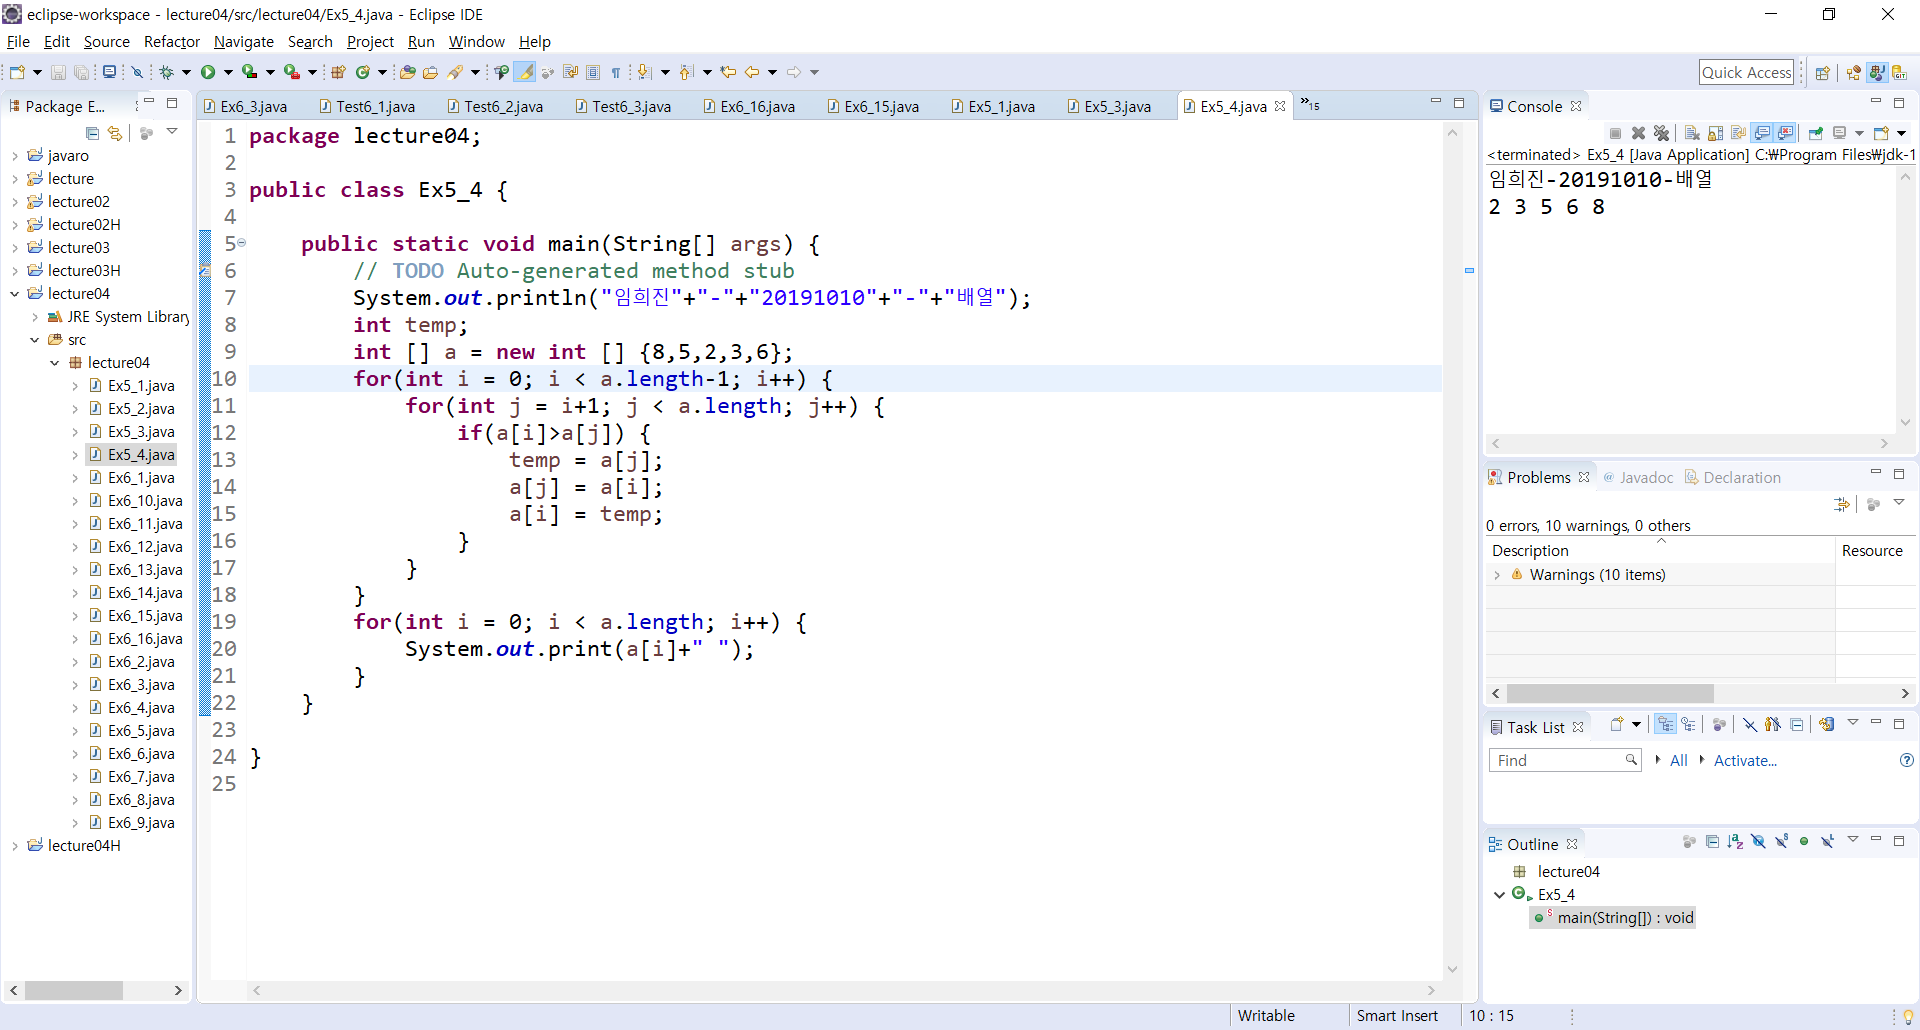 eclipse-workspace - lecture04/src/lecture04/Ex5_4.java - Eclipse IDE
File Edit Source Refactor Navigate Search Project Run Window Help
Quick Access
Package E...
javaro
lecture
lecture02
lecture02H
lecture03
lecture03H
lecture04
JRE System Library
src
lecture04
Ex5_1.java
Ex5_2.java
Ex5_3.java
Ex5_4.java
Ex6_1.java
Ex6_10.java
Ex6_11.java
Ex6_12.java
Ex6_13.java
Ex6_14.java
Ex6_15.java
Ex6_16.java
Ex6_2.java
Ex6_3.java
Ex6_4.java
Ex6_5.java
Ex6_6.java
Ex6_7.java
Ex6_8.java
Ex6_9.java
lecture04H
Ex6_3.java Test6_1.java Test6_2.java Test6_3.java Ex6_16.java Ex6_15.java Ex5_1.java Ex5_3.java Ex5_4.java »15
1 package lecture04;
2
3 public class Ex5_4 {
4
5     public static void main(String[] args) {
6         // TODO Auto-generated method stub
7         System.out.println("임희진"+"-"+"20191010"+"-"+"배열");
8         int temp;
9         int [] a = new int [] {8,5,2,3,6};
10         for(int i = 0; i < a.length-1; i++) {
11             for(int j = i+1; j < a.length; j++) {
12                 if(a[i]>a[j]) {
13                     temp = a[j];
14                     a[j] = a[i];
15                     a[i] = temp;
16                 }
17             }
18         }
19         for(int i = 0; i < a.length; i++) {
20             System.out.print(a[i]+" ");
21         }
22     }
23
24 }
25
Console
<terminated> Ex5_4 [Java Application] C:₩Program Files₩jdk-1
임희진-20191010-배열
2 3 5 6 8
Problems @ Javadoc Declaration
0 errors, 10 warnings, 0 others
Description Resource
Warnings (10 items)
Task List
Find All Activate...
Outline
lecture04
Ex5_4
main(String[]) : void
Writable Smart Insert 10 : 15